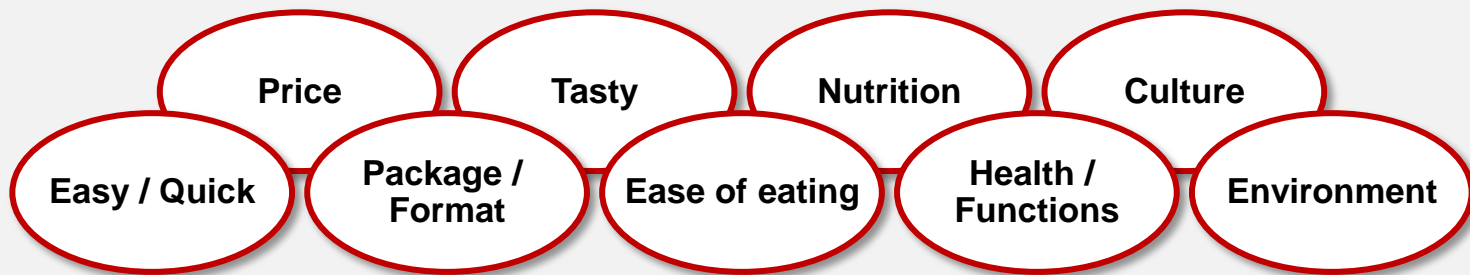 Price
Tasty
Nutrition
Culture
Easy / Quick
Package /
Format
Ease of eating
Health /
Functions
Environment